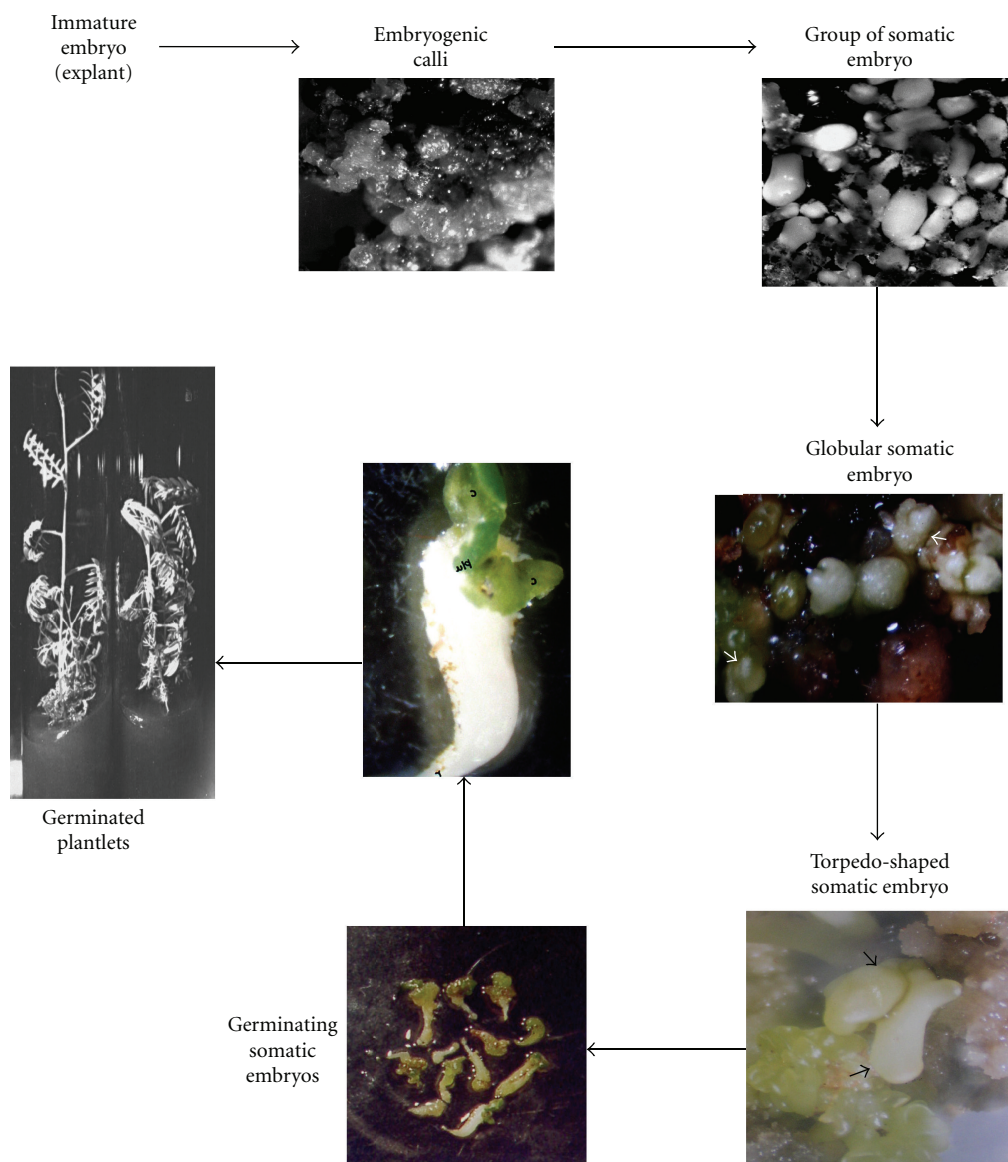 Immature
embryo
(explant)
Embryogenic
calli
Group of somatic
embryo
Globular somatic
embryo
Torpedo-shaped
somatic embryo
Germinating
somatic
embryos
c
plu
c
r
Germinated
plantlets